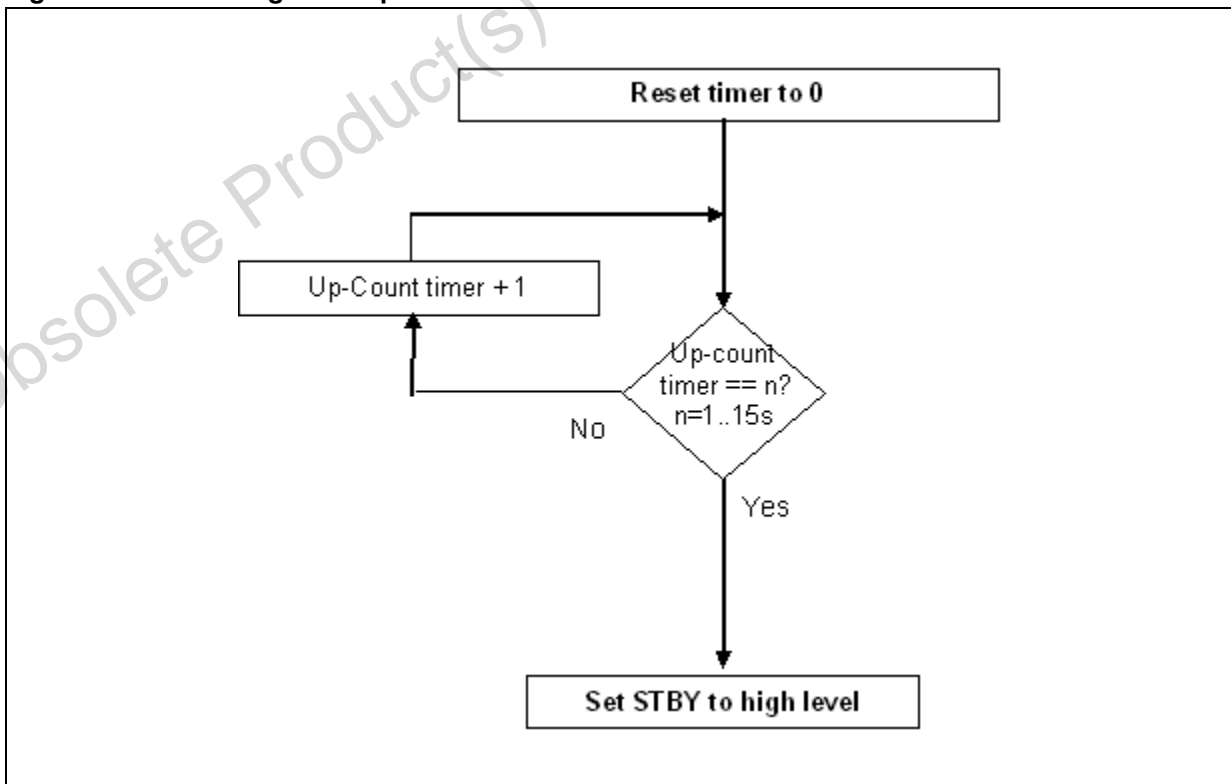 Obsolete Product(s)
Reset timer to 0
Up-Count timer + 1
Up-count
timer == n?
n=1..15s
No
Yes
Set STBY to high level